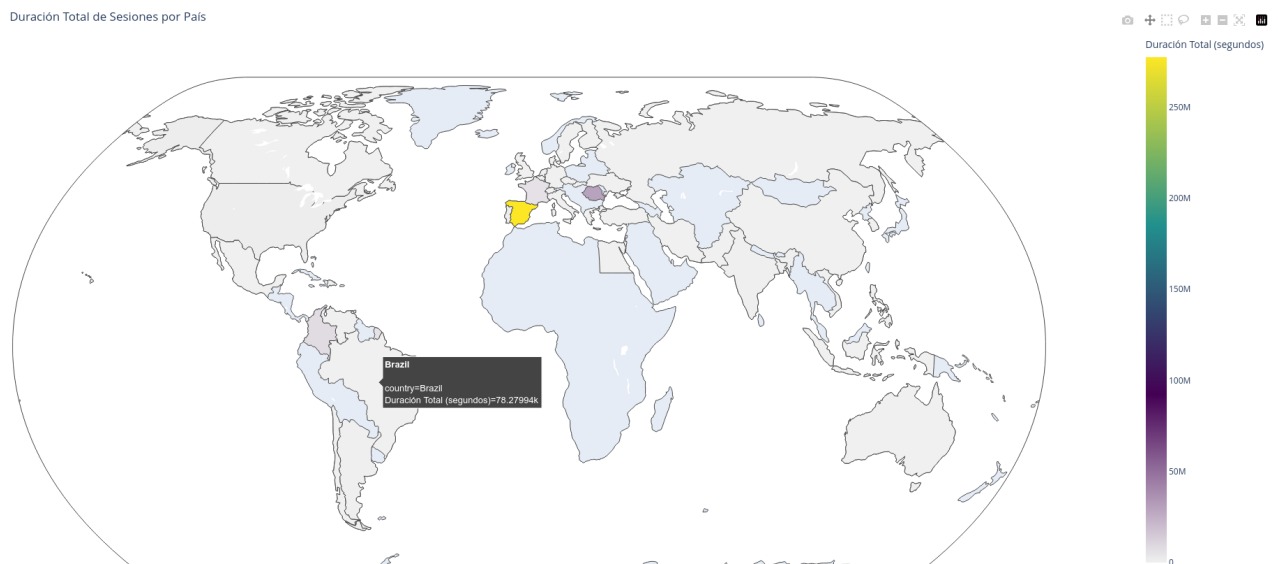 Duración Total de Sesiones por País
Duración Total (segundos)
250M
200M
150M
100M
50M
0
Brazil
country=Brazil
Duración Total (segundos)=78.27994k